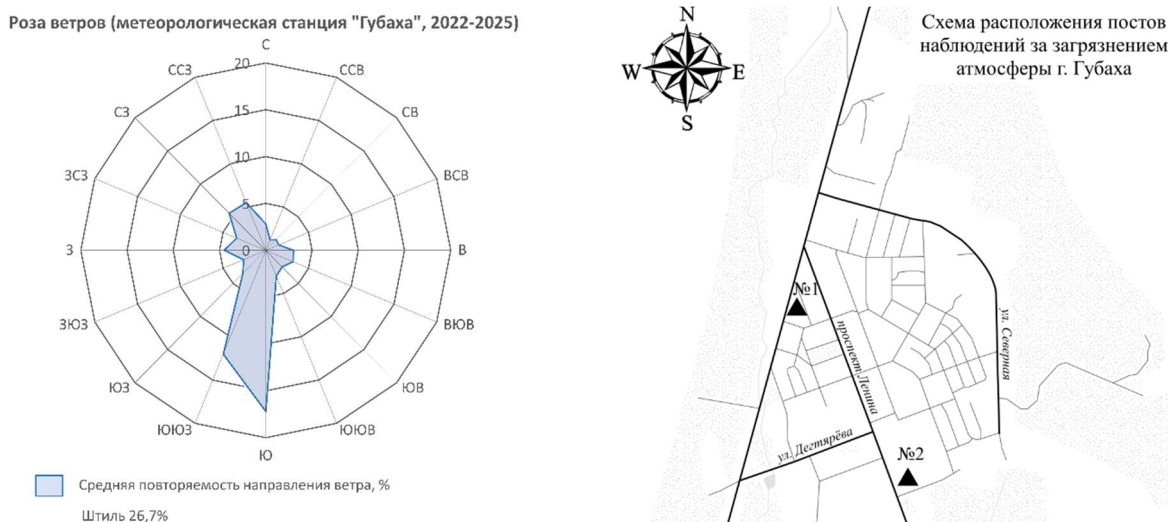 Роза ветров (метеорологическая станция "Губаха", 2022-2025)
С
ССЗ
ССВ
20
СЗ
СВ
15
10
ЗСЗ
ВСВ
5
З
0
В
ЗЮЗ
ВЮВ
ЮЗ
ЮВ
ЮЮЗ
ЮЮВ
Ю
Средняя повторяемость направления ветра, %
Штиль 26,7%
N
W
E
S
Схема расположения постов
наблюдений за загрязнением
атмосферы г. Губаха
№1
проспект Ленина
ул. Северная
ул. Дегтярёва
№2